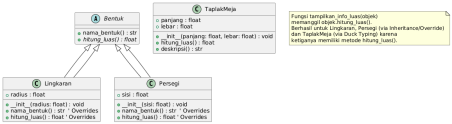 A Bentuk
nama_bentuk() : str
hitung_luas() : float
C TaplakMeja
panjang : float
lebar : float
__init__(panjang: float, lebar: float) : void
hitung_luas() : float
deskripsi() : str
Fungsi tampilkan_info_luas(objek)
memanggil objek.hitung_luas().
Berhasil untuk Lingkaran, Persegi (via Inheritance/Override)
dan TaplakMeja (via Duck Typing) karena
ketiganya memiliki metode hitung_luas().
C Lingkaran
radius : float
__init__(radius: float) : void
nama_bentuk() : str ' Overrides
hitung_luas() : float ' Overrides
C Persegi
sisi : float
__init__(sisi: float) : void
nama_bentuk() : str ' Overrides
hitung_luas() : float ' Overrides